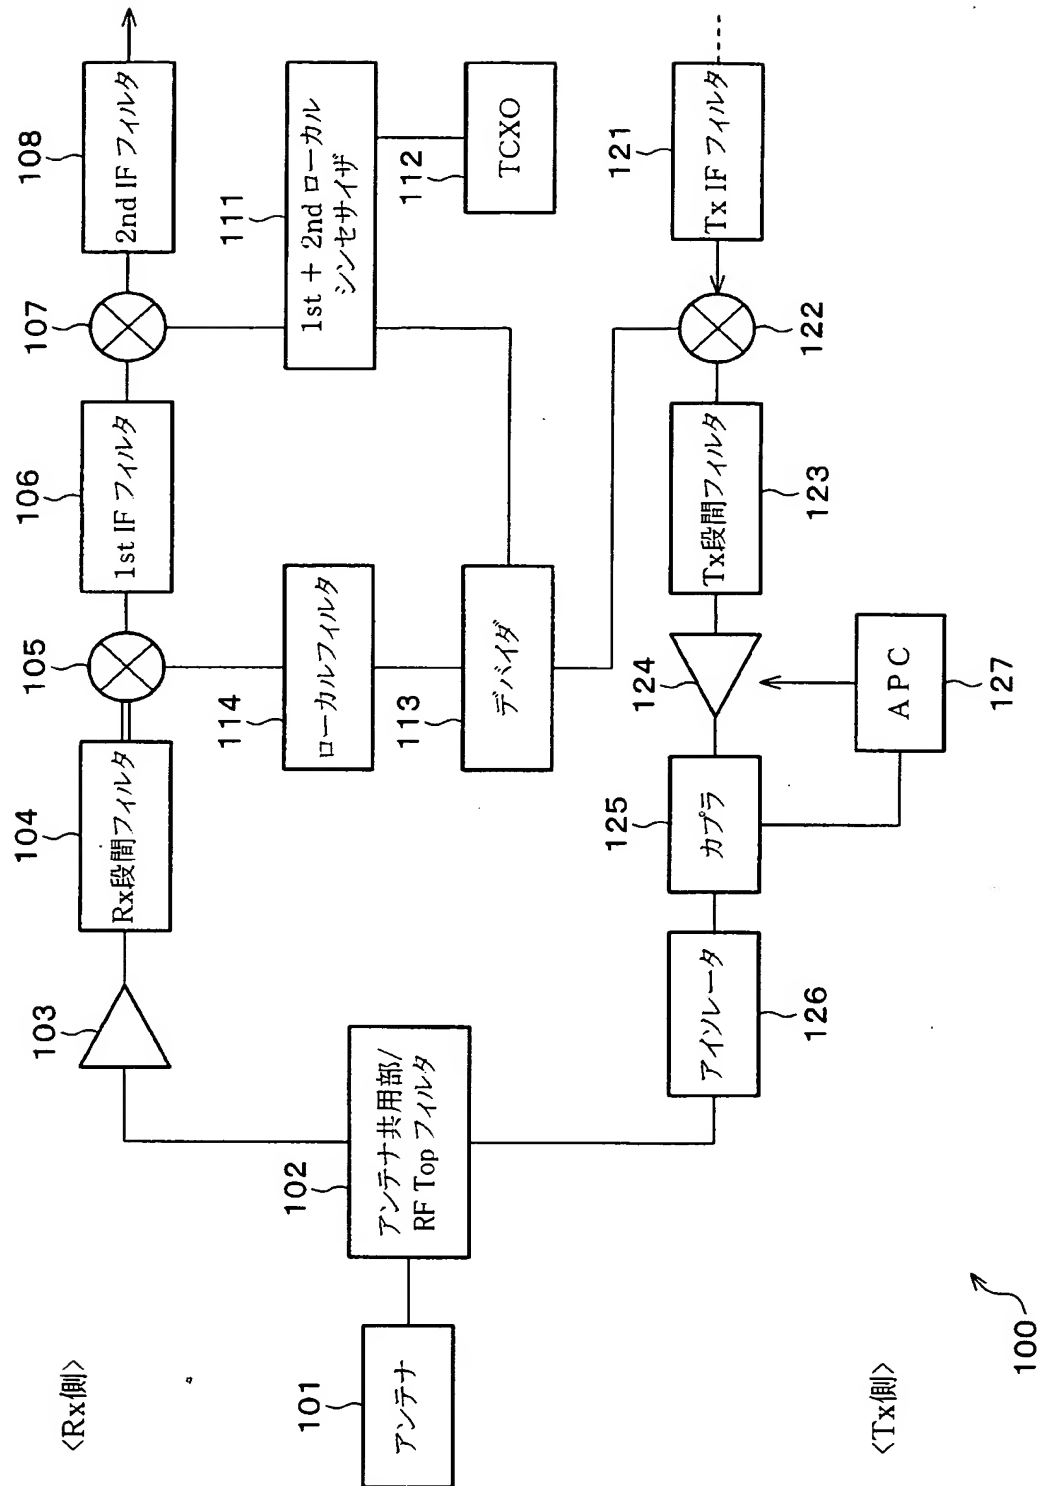 <Rx側>
101
アンテナ
102
アンテナ共用部/
RF Top フィルタ
103
104
Rx段間フィルタ
105
106
1st IF フィルタ
107
108
2nd IF フィルタ
114
ローカルフィルタ
111
1st + 2nd ローカル
シンセサイザ
113
デバイダ
112
TCXO
<Tx側>
126
アイソレータ
125
カプラ
124
Tx段間フィルタ
123
122
121
Tx IF フィルタ
APC
127
100